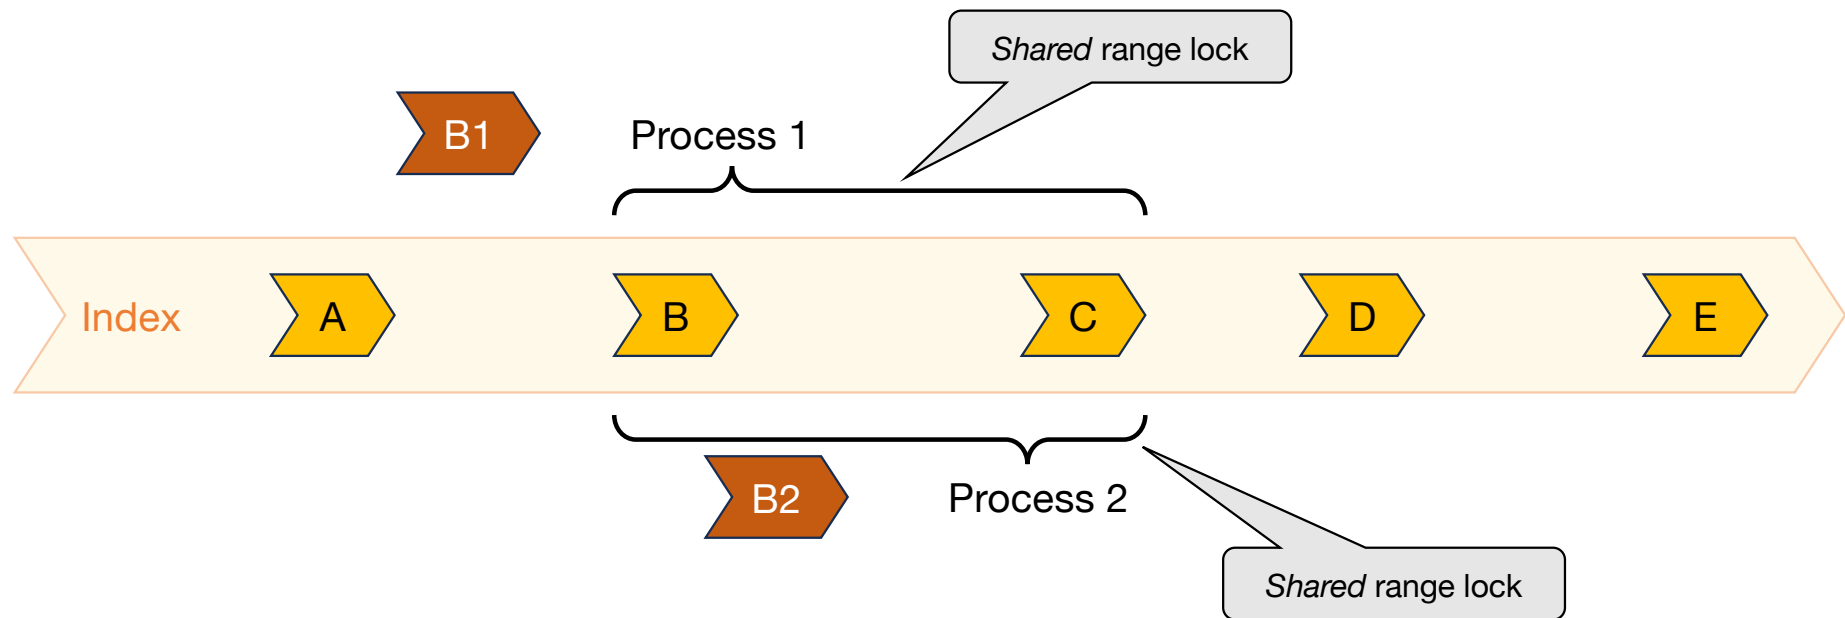 Shared range lock
B1
Process 1
Index
A
B
C
D
E
B2
Process 2
Shared range lock